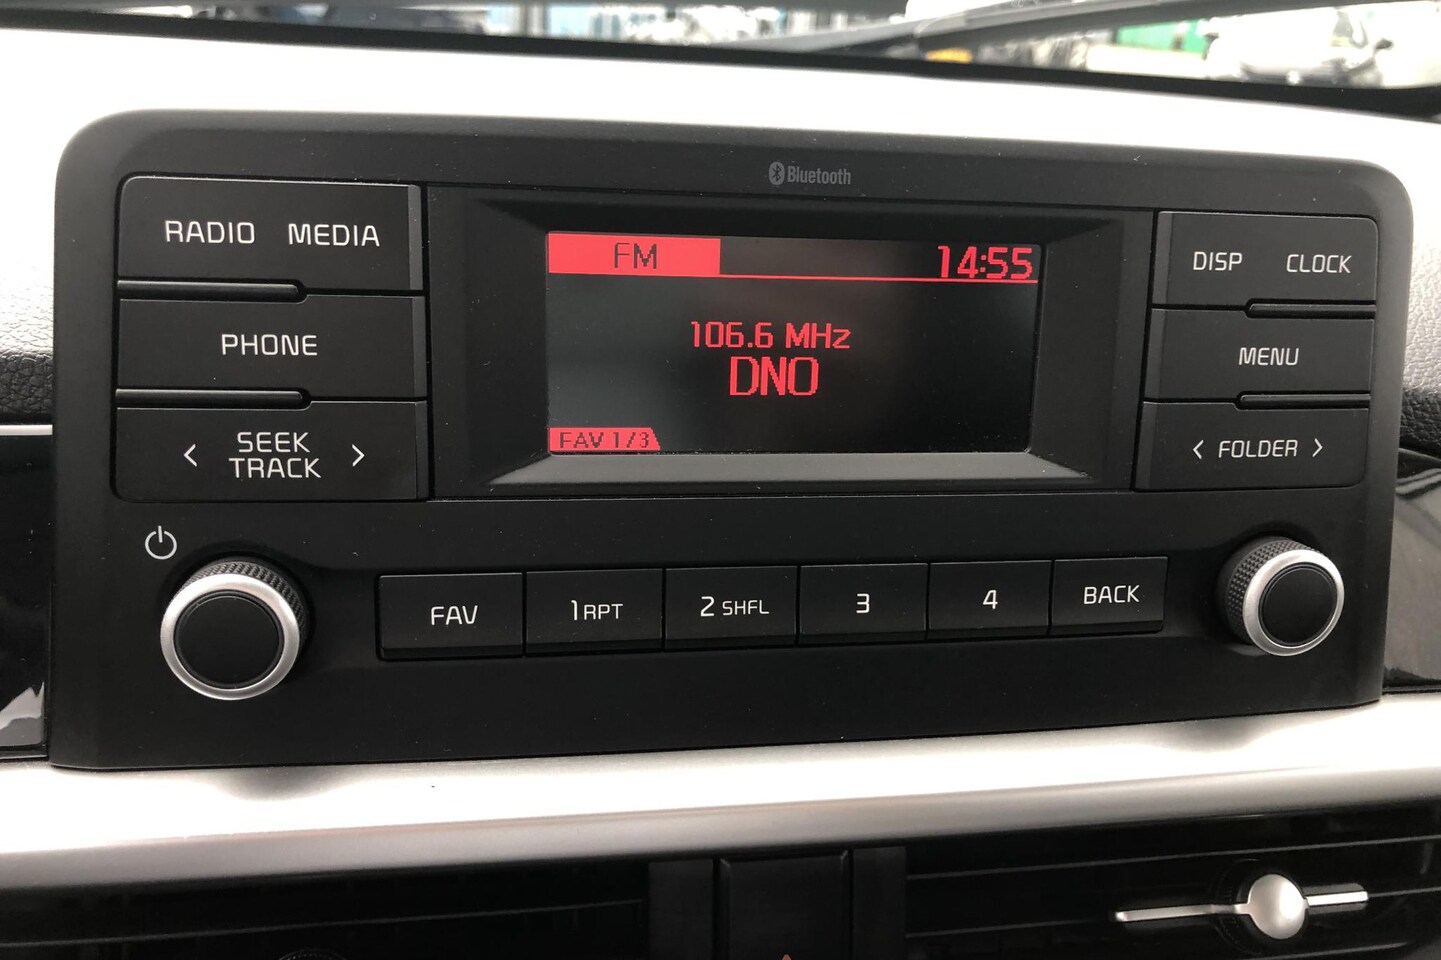 Bluetooth
RADIO MEDIA
FM 14:55
DISP CLOCK
PHONE
106.6 MHz
DNO
MENU
SEEK
TRACK
FAV 1/3
FOLDER
FAV
1 RPT
2 SHFL
3
4
BACK